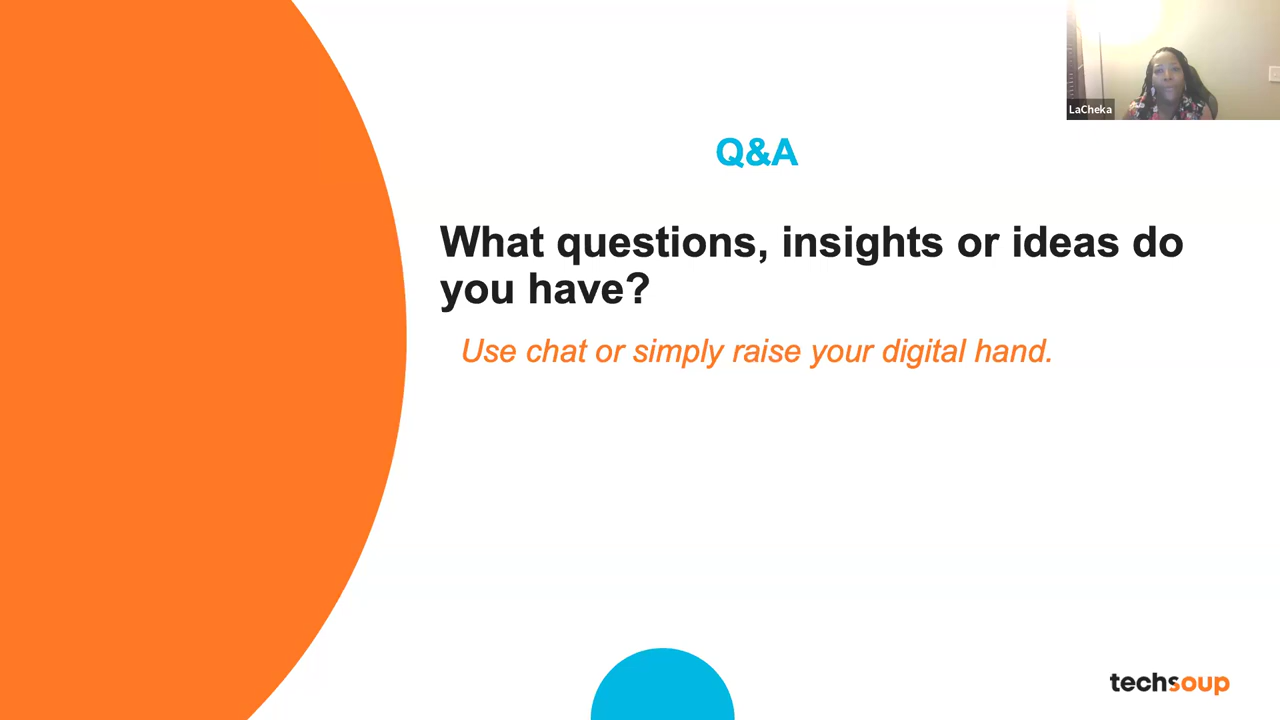 LaCheka
Q&A
What questions, insights or ideas do
you have?
Use chat or simply raise your digital hand.
techsoup